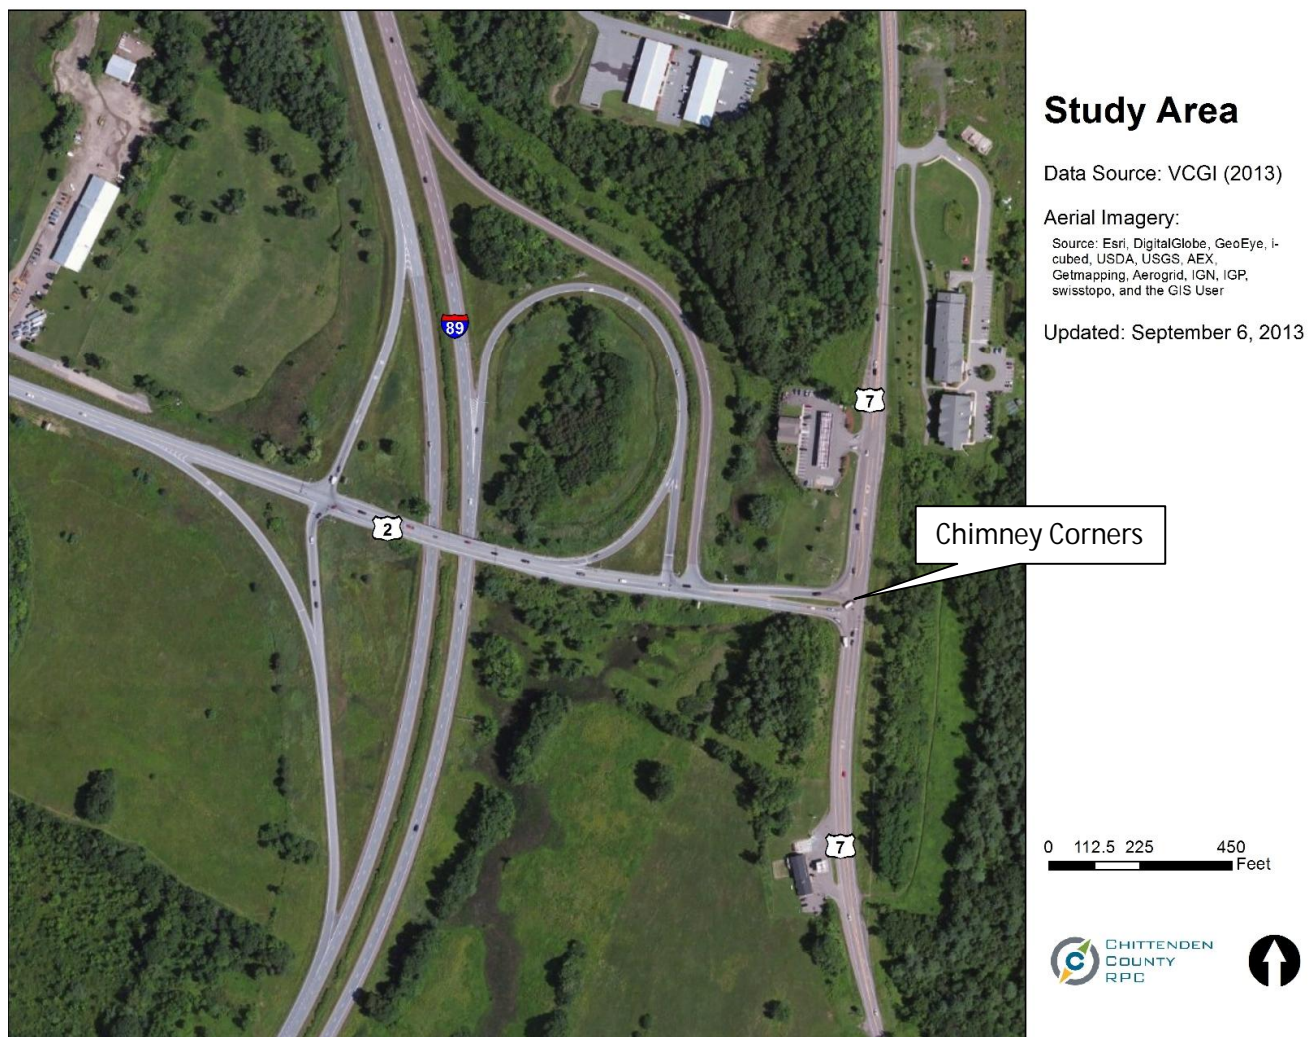 Study Area
Data Source: VCGI (2013)
Aerial Imagery:
Source: Esri, DigitalGlobe, GeoEye, i-
cubed, USDA, USGS, AEX,
Getmapping, Aerogrid, IGN, IGP,
swisstopo, and the GIS User
Updated: September 6, 2013
89
7
2
Chimney Corners
7
0 112.5 225 450
Feet
C
CHITTENDEN
COUNTY
RPC